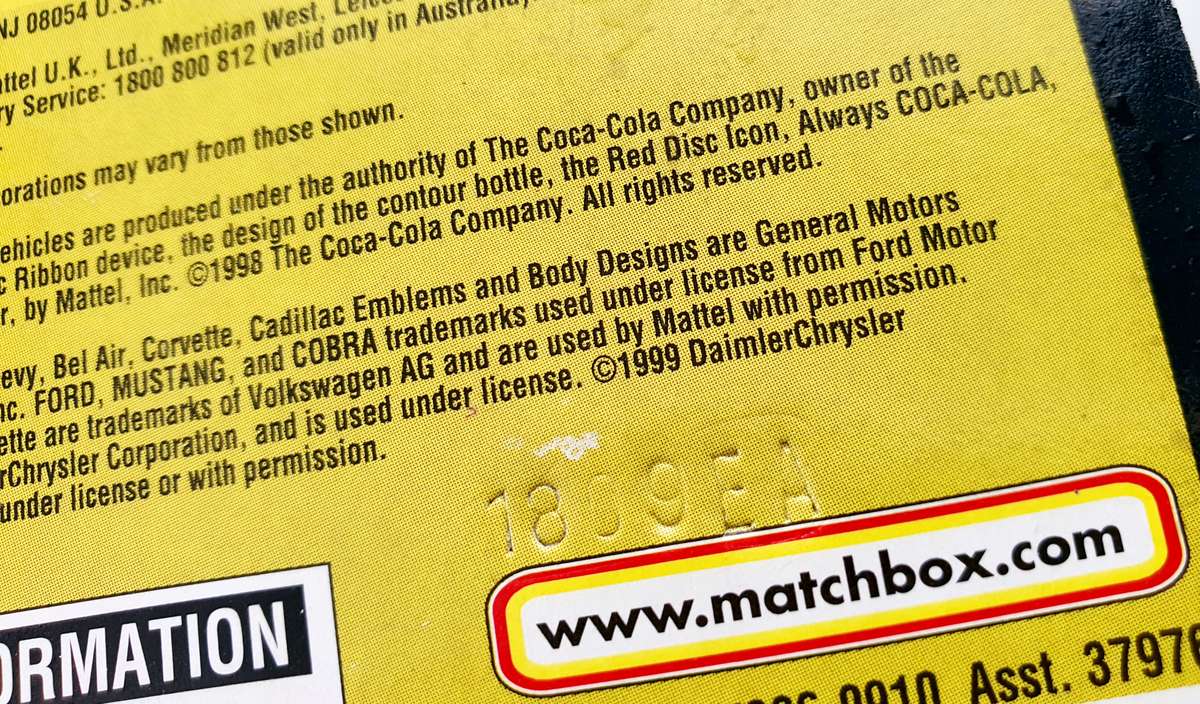 NJ 08054 U.S.A.
ttel U.K., Ltd., Meridian West,
ry Service: 1800 800 812 (valid only in Australia)
orations may vary from those shown.
ehicles are produced under the authority of The Coca-Cola Company, owner of the
c Ribbon device, the design of the contour bottle, the Red Disc Icon, Always COCA-COLA,
r, by Mattel, Inc. ©1998 The Coca-Cola Company. All rights reserved.
evy, Bel Air, Corvette, Cadillac Emblems and Body Designs are General Motors
nc. FORD, MUSTANG, and COBRA trademarks used under license from Ford Motor
ette are trademarks of Volkswagen AG and are used by Mattel with permission.
rChrysler Corporation, and is used under license. ©1999 DaimlerChrysler
under license or with permission.
www.matchbox.com
ORMATION
0910 Asst. 37976